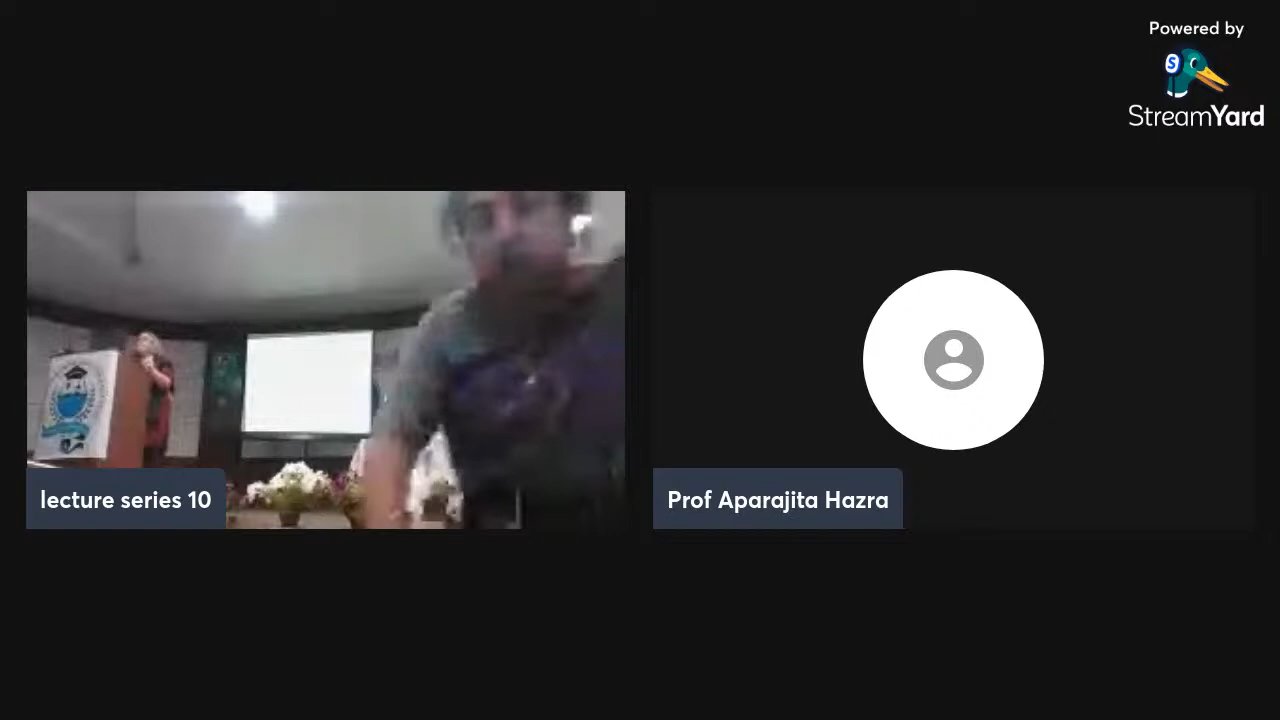 Powered by
S
StreamYard
lecture series 10
Prof Aparajita Hazra